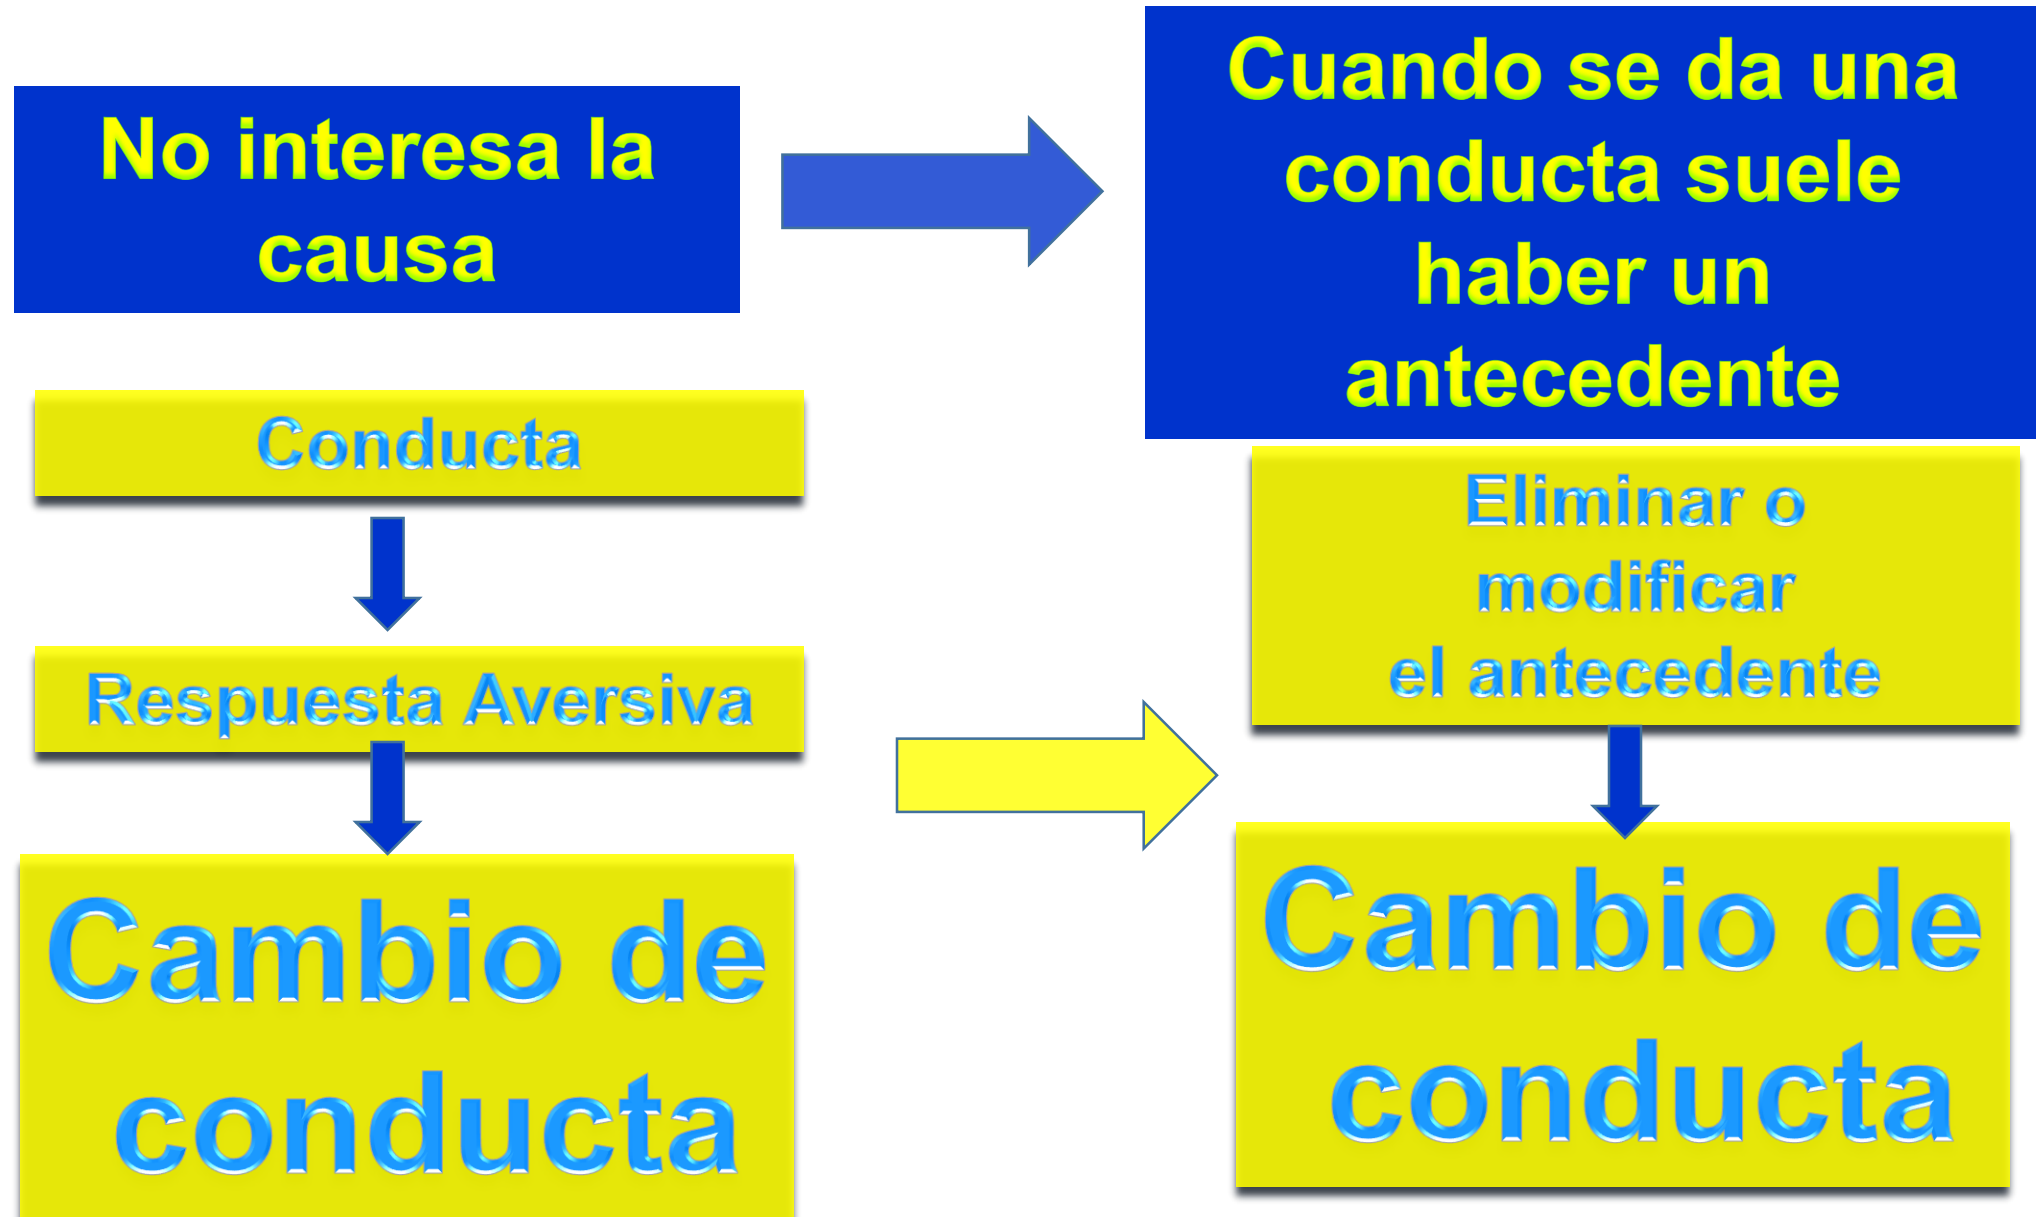 No interesa la
causa
Cuando se da una
conducta suele
haber un
antecedente
Conducta
Respuesta Aversiva
Cambio de
conducta
Eliminar o
modificar
el antecedente
Cambio de
conducta